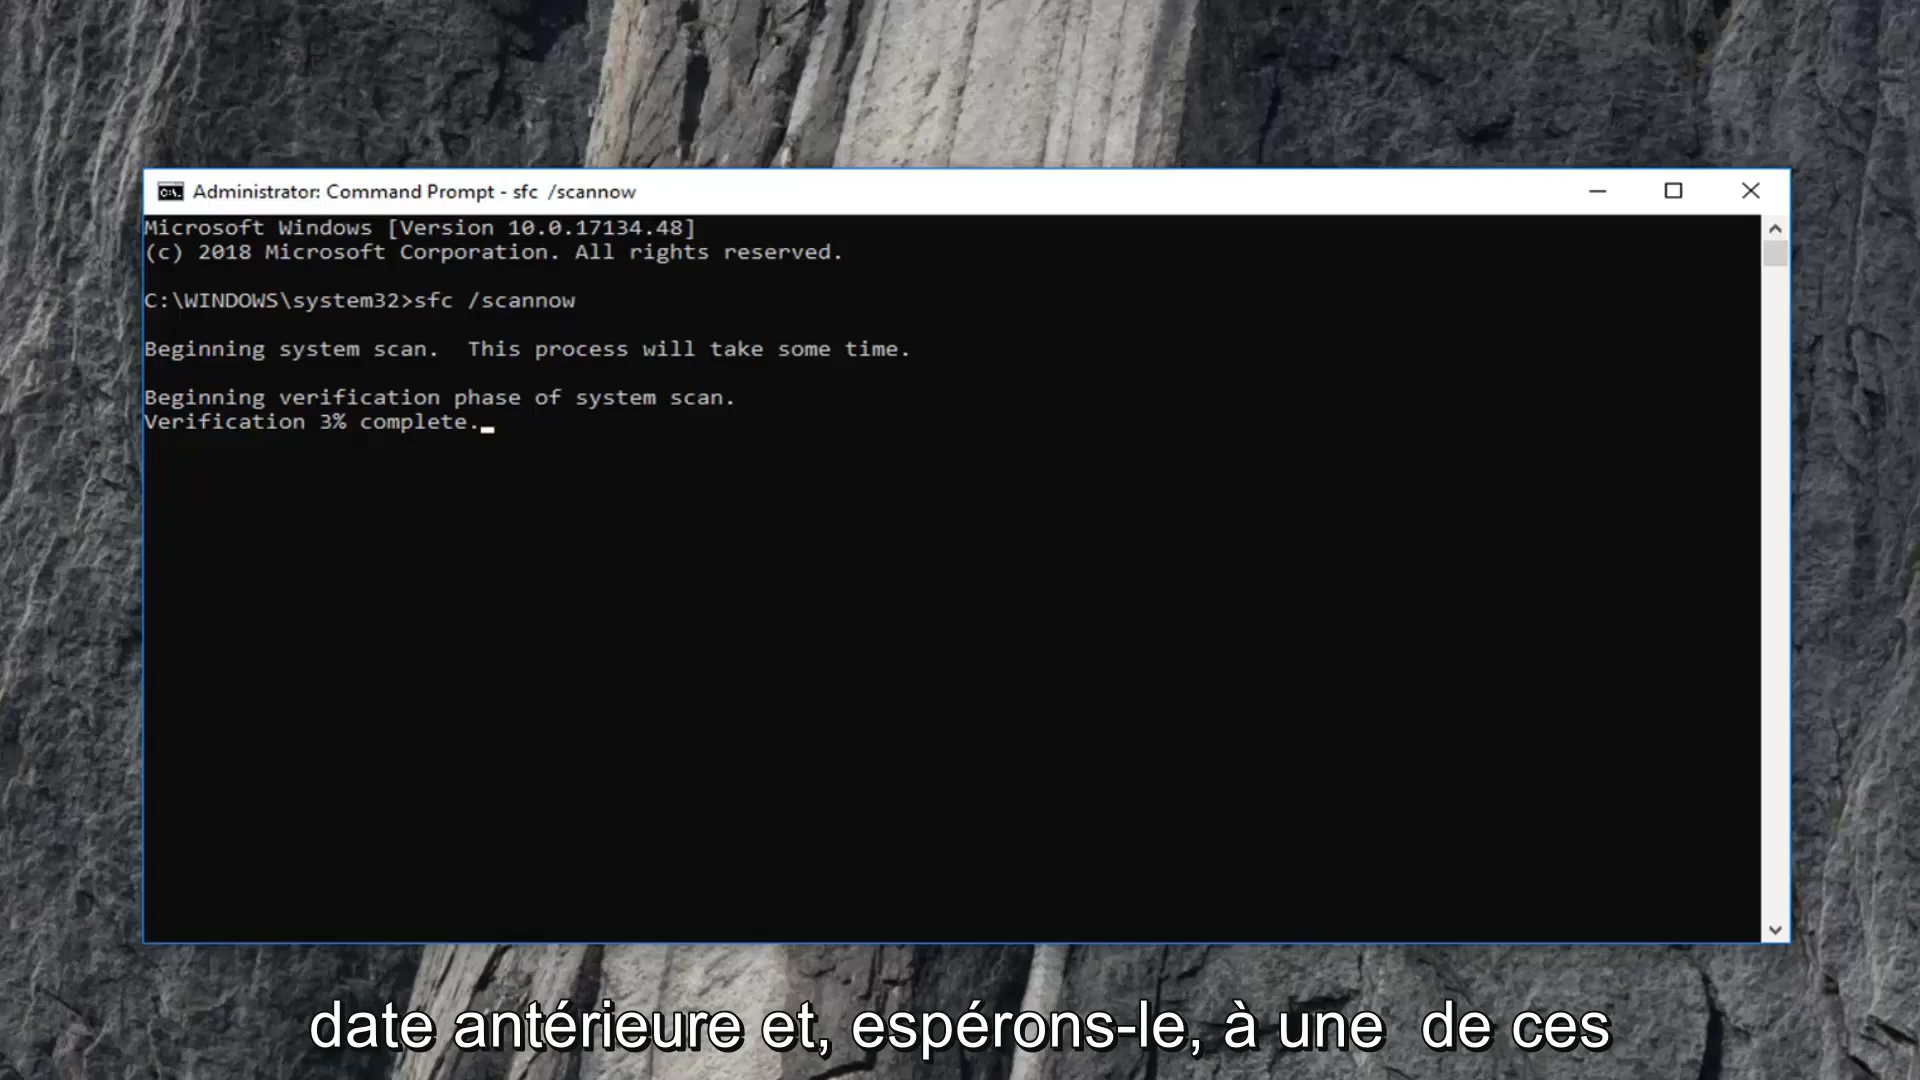 Administrator: Command Prompt - sfc /scannow
Microsoft Windows [Version 10.0.17134.48]
(c) 2018 Microsoft Corporation. All rights reserved.
C:\WINDOWS\system32>sfc /scannow
Beginning system scan.  This process will take some time.
Beginning verification phase of system scan.
Verification 3% complete.
date antérieure et, espérons-le, à une  de ces